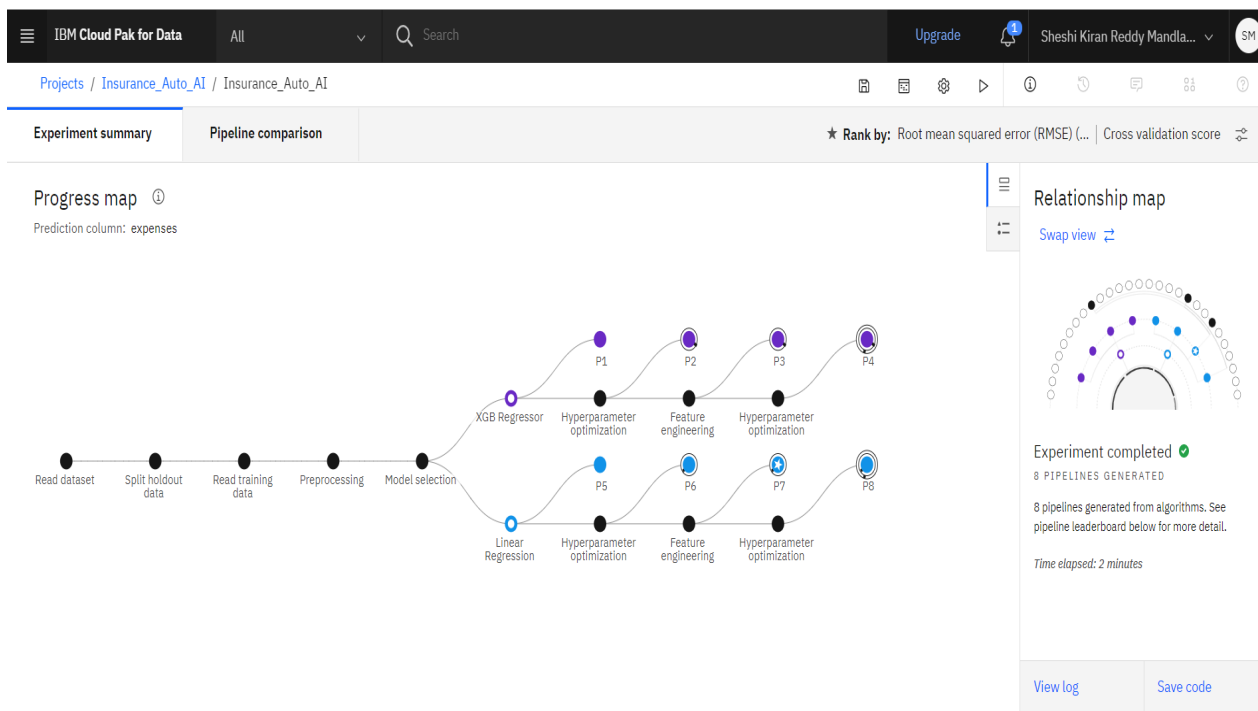 IBM Cloud Pak for Data
All
Search
Upgrade
1
Sheshi Kiran Reddy Mandla...
SM
Projects / Insurance_Auto_AI / Insurance_Auto_AI
Experiment summary
Pipeline comparison
Rank by: Root mean squared error (RMSE) (... | Cross validation score
Progress map
Prediction column: expenses
P1
P2
P3
P4
XGB Regressor
Hyperparameter
optimization
Feature
engineering
Hyperparameter
optimization
Read dataset
Split holdout
data
Read training
data
Preprocessing
Model selection
P5
P6
P7
P8
Linear
Regression
Hyperparameter
optimization
Feature
engineering
Hyperparameter
optimization
Relationship map
Swap view
Experiment completed
8 PIPELINES GENERATED
8 pipelines generated from algorithms. See
pipeline leaderboard below for more detail.
Time elapsed: 2 minutes
View log
Save code